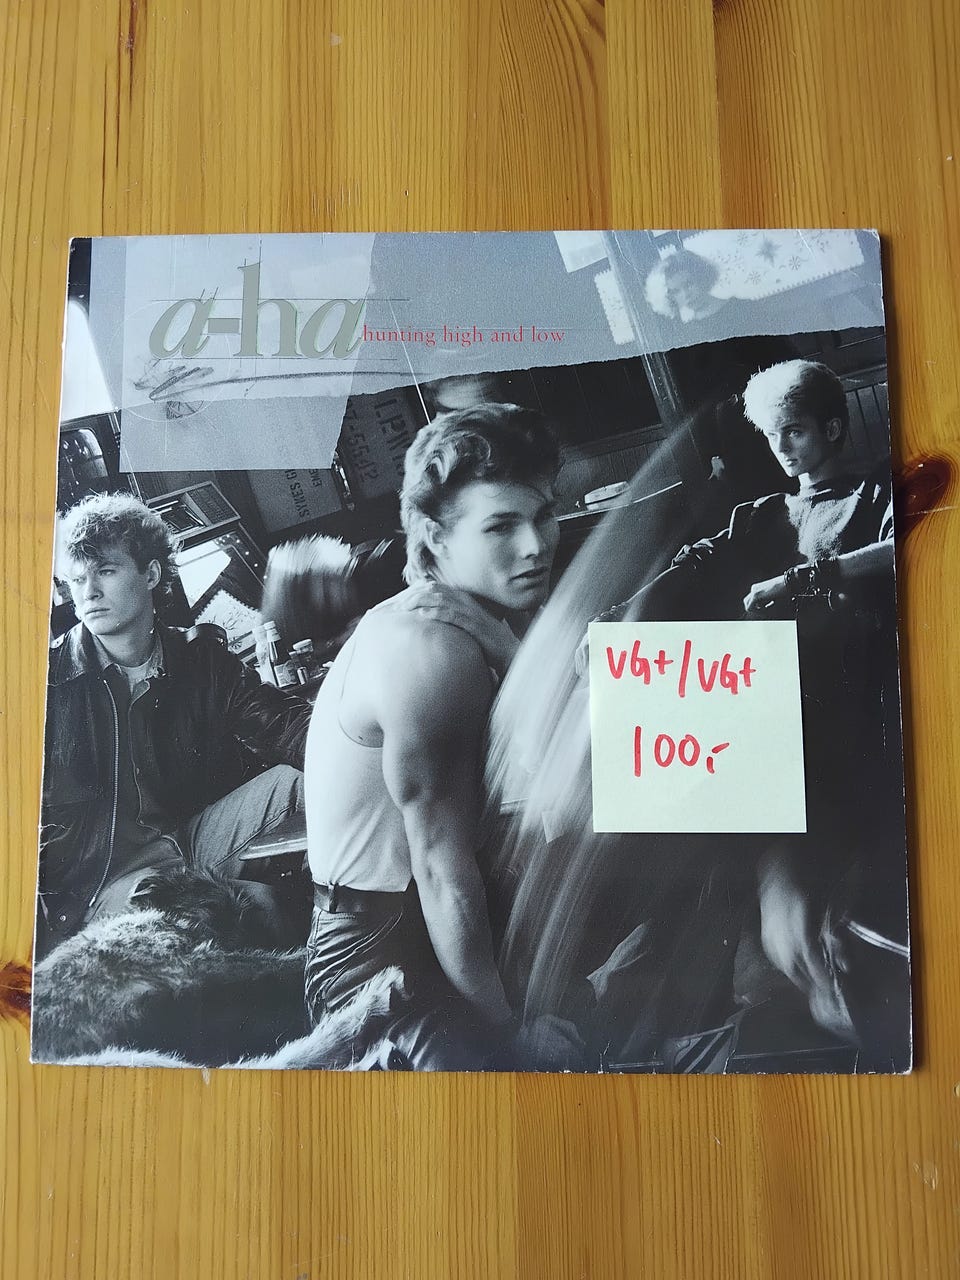 a-ha hunting high and low
VG+/VG+
100,-